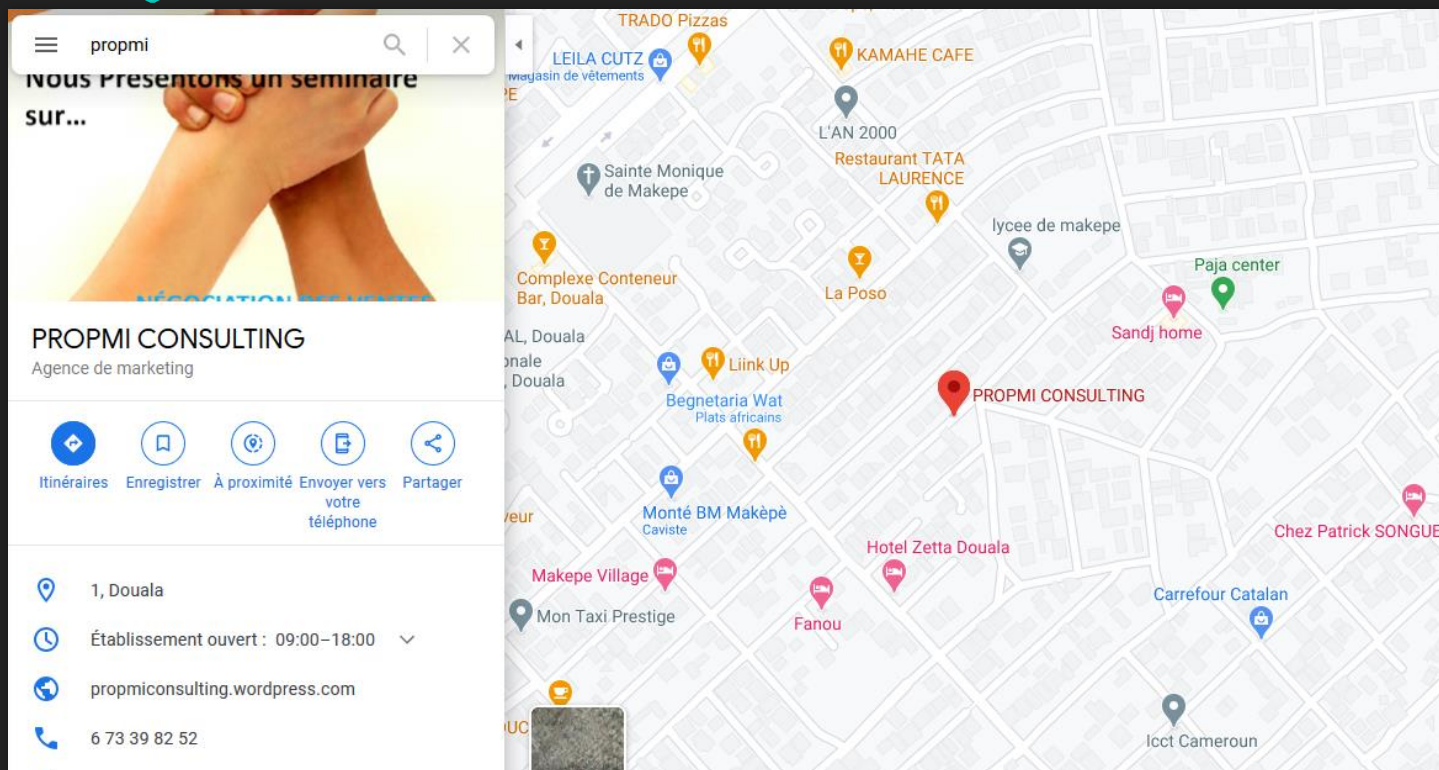 propmi
Nous Présentons un séminaire
sur...
NÉGOCIATION DES VENTES
PROPMI CONSULTING
Agence de marketing
Itinéraires
Enregistrer
À proximité
Envoyer vers
votre
téléphone
Partager
1, Douala
Établissement ouvert : 09:00–18:00
propmiconsulting.wordpress.com
6 73 39 82 52
TRADO Pizzas
LEILA CUTZ
Magasin de vêtements
KAMAHE CAFE
L'AN 2000
Restaurant TATA
LAURENCE
Sainte Monique
de Makepe
lycee de makepe
Complexe Conteneur
Bar, Douala
La Poso
Paja center
Sandj home
AL, Douala
onale
, Douala
Liink Up
Begnetaria Wat
Plats africains
PROPMI CONSULTING
Monté BM Makèpè
Caviste
veur
Chez Patrick SONGUE
Hotel Zetta Douala
Makepe Village
Mon Taxi Prestige
Fanou
Carrefour Catalan
Icct Cameroun